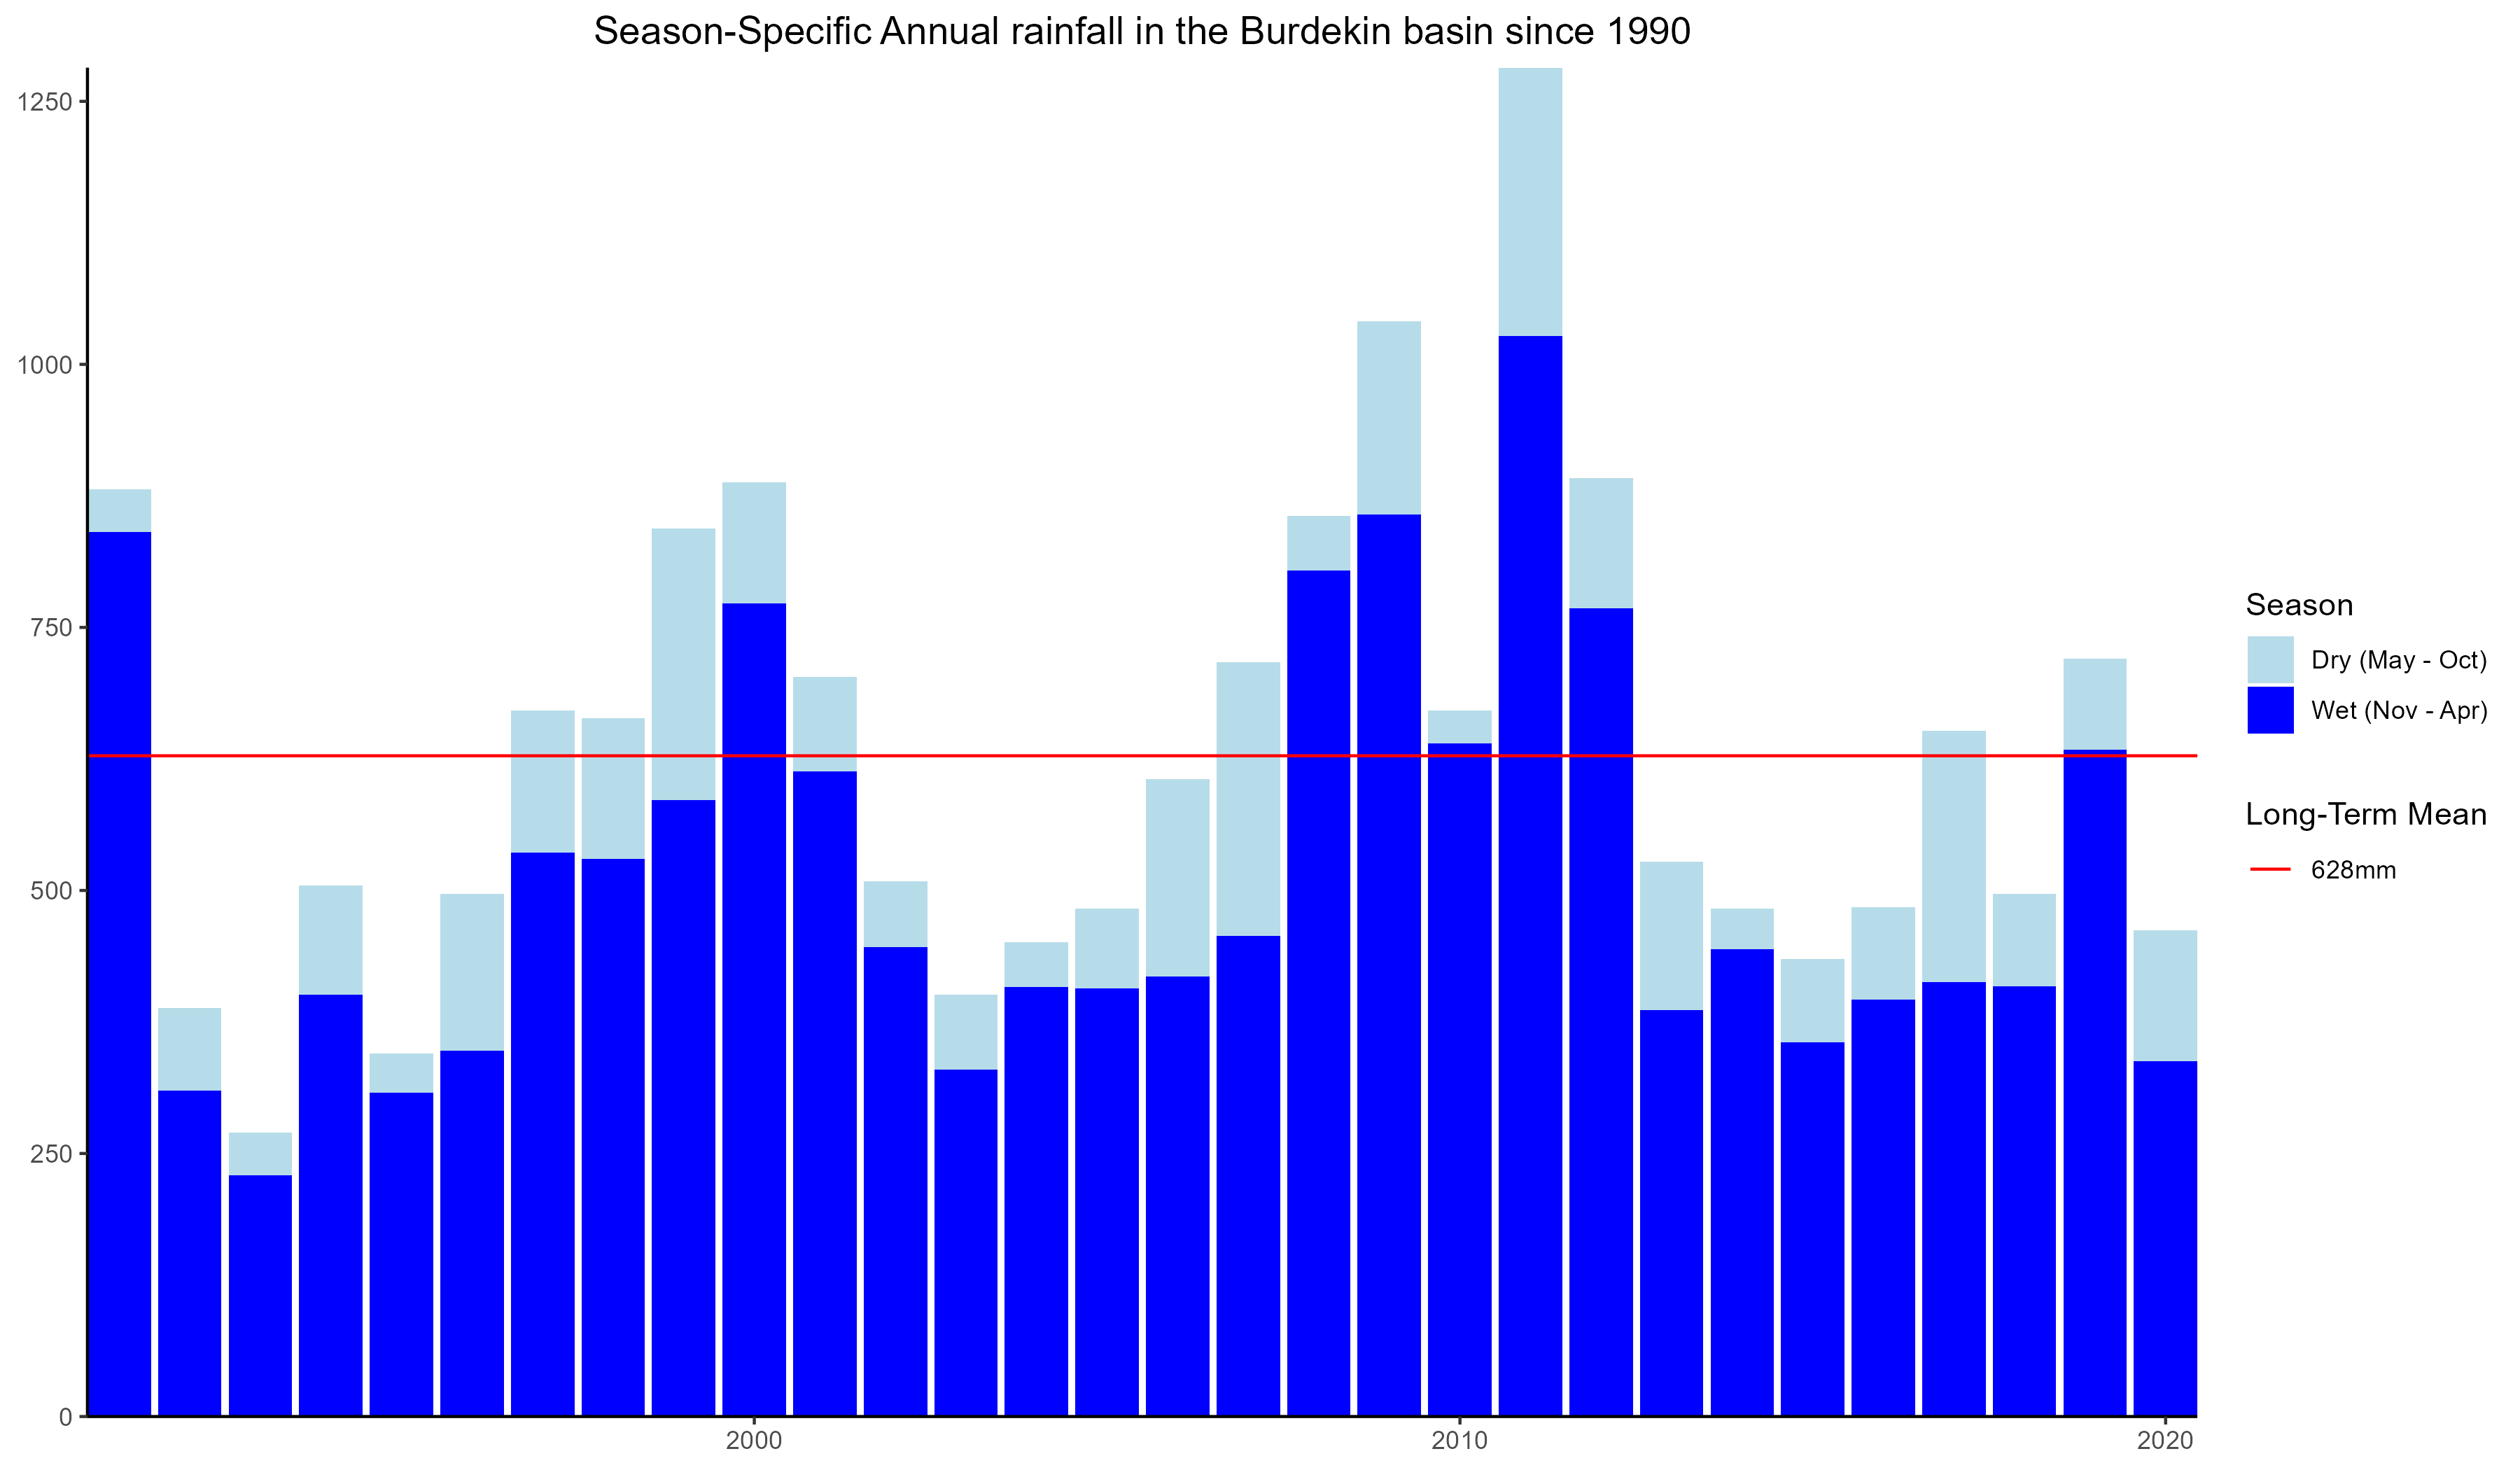 Season-Specific Annual rainfall in the Burdekin basin since 1990
1250
1000
750
500
250
0
2000
2010
2020
Season
Dry (May - Oct)
Wet (Nov - Apr)
Long-Term Mean
628mm